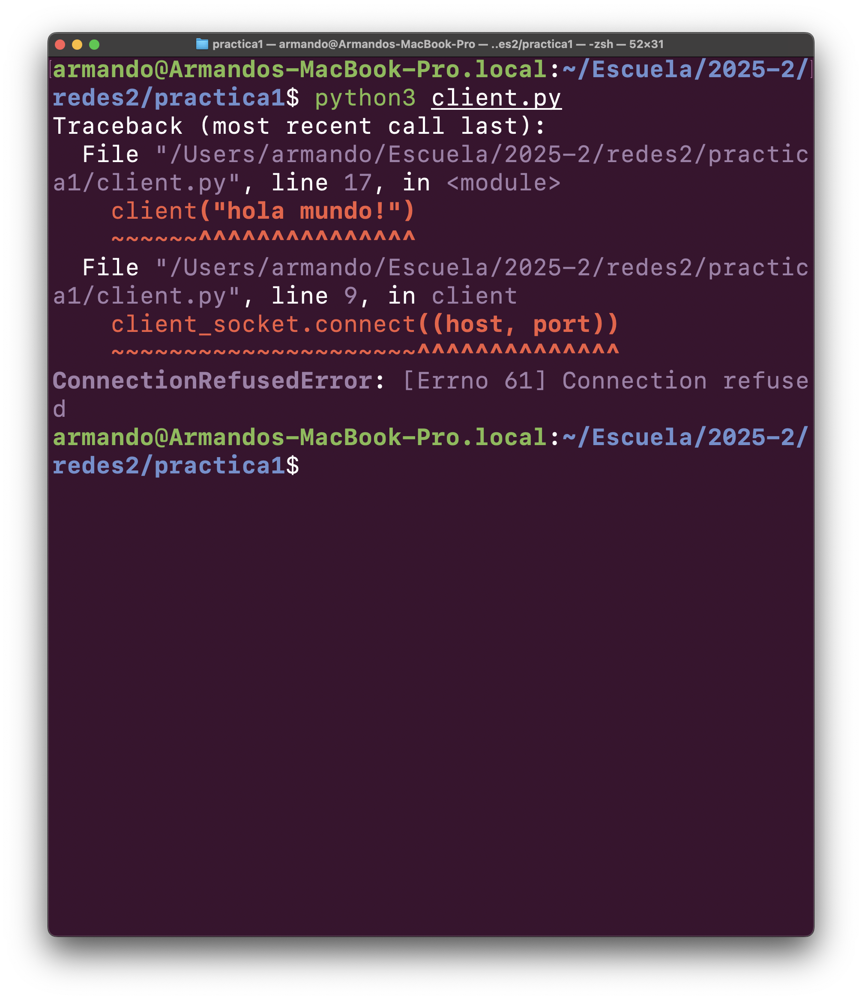 practica1 — armando@Armandos-MacBook-Pro — ..es2/practica1 — -zsh — 52×31
[armando@Armandos-MacBook-Pro.local:~/Escuela/2025-2/]
redes2/practica1$ python3 client.py
Traceback (most recent call last):
  File "/Users/armando/Escuela/2025-2/redes2/practic
a1/client.py", line 17, in <module>
    client("hola mundo!")
    ~~~~~~^^^^^^^^^^^^^^^
  File "/Users/armando/Escuela/2025-2/redes2/practic
a1/client.py", line 9, in client
    client_socket.connect((host, port))
    ~~~~~~~~~~~~~~~~~~~~~^^^^^^^^^^^^^^
ConnectionRefusedError: [Errno 61] Connection refuse
d
armando@Armandos-MacBook-Pro.local:~/Escuela/2025-2/
redes2/practica1$